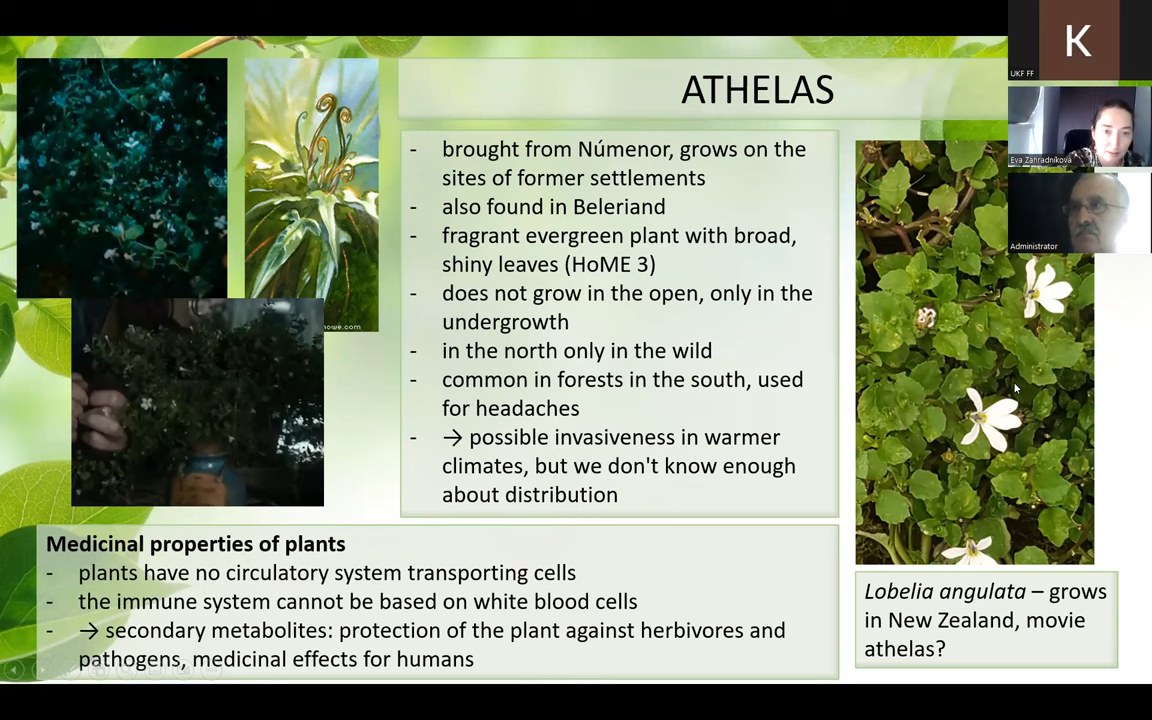 ATHELAS
- brought from Númenor, grows on the
sites of former settlements
- also found in Beleriand
- fragrant evergreen plant with broad,
shiny leaves (HoME 3)
- does not grow in the open, only in the
undergrowth
- in the north only in the wild
- common in forests in the south, used
for headaches
- → possible invasiveness in warmer
climates, but we don't know enough
about distribution
Medicinal properties of plants
- plants have no circulatory system transporting cells
- the immune system cannot be based on white blood cells
- → secondary metabolites: protection of the plant against herbivores and
pathogens, medicinal effects for humans
Lobelia angulata – grows
in New Zealand, movie
athelas?
K
UKF FF
Eva Zahradníková
Administrator